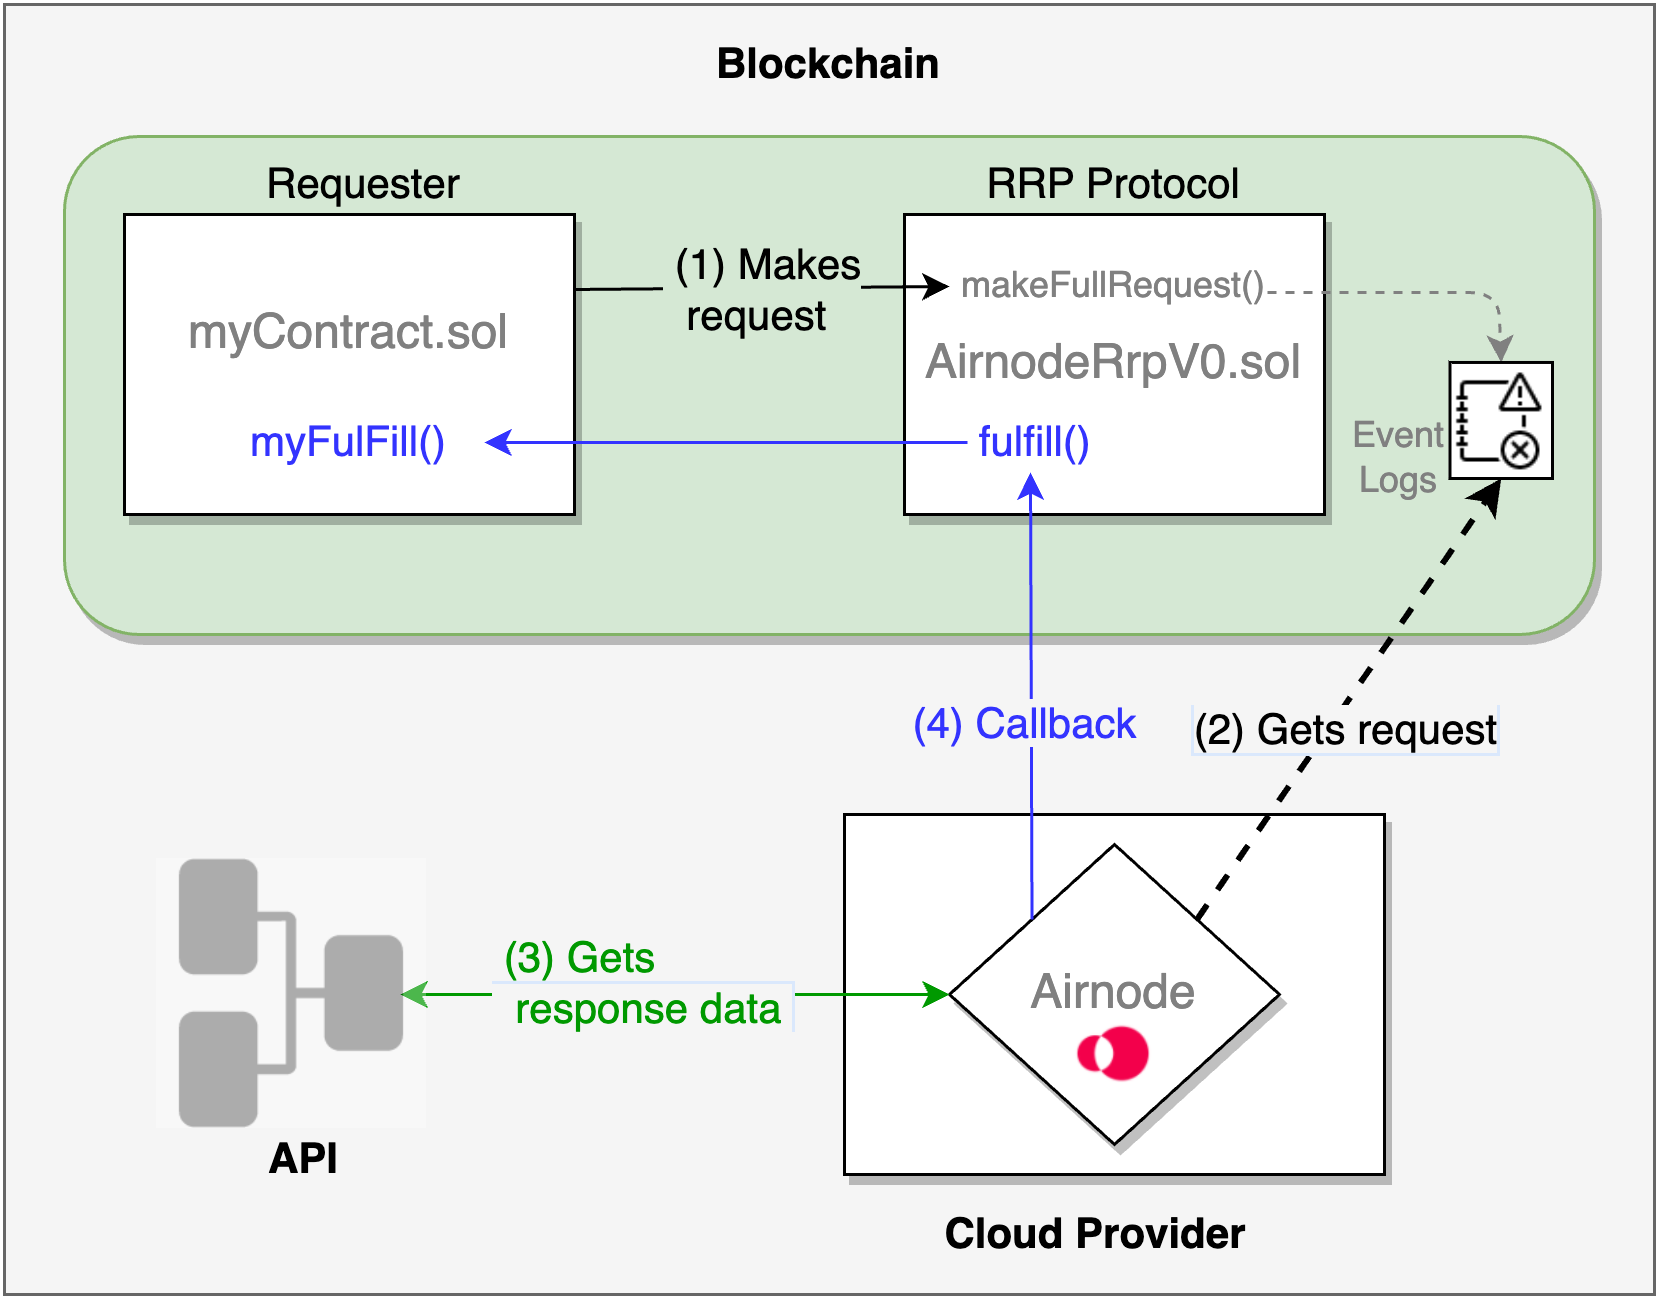 Blockchain
Requester
RRP Protocol
(1) Makes
request
makeFullRequest()
myContract.sol
AirnodeRrpV0.sol
myFulFill()
fulfill()
Event
Logs
(4) Callback
(2) Gets request
(3) Gets
response data
Airnode
API
Cloud Provider